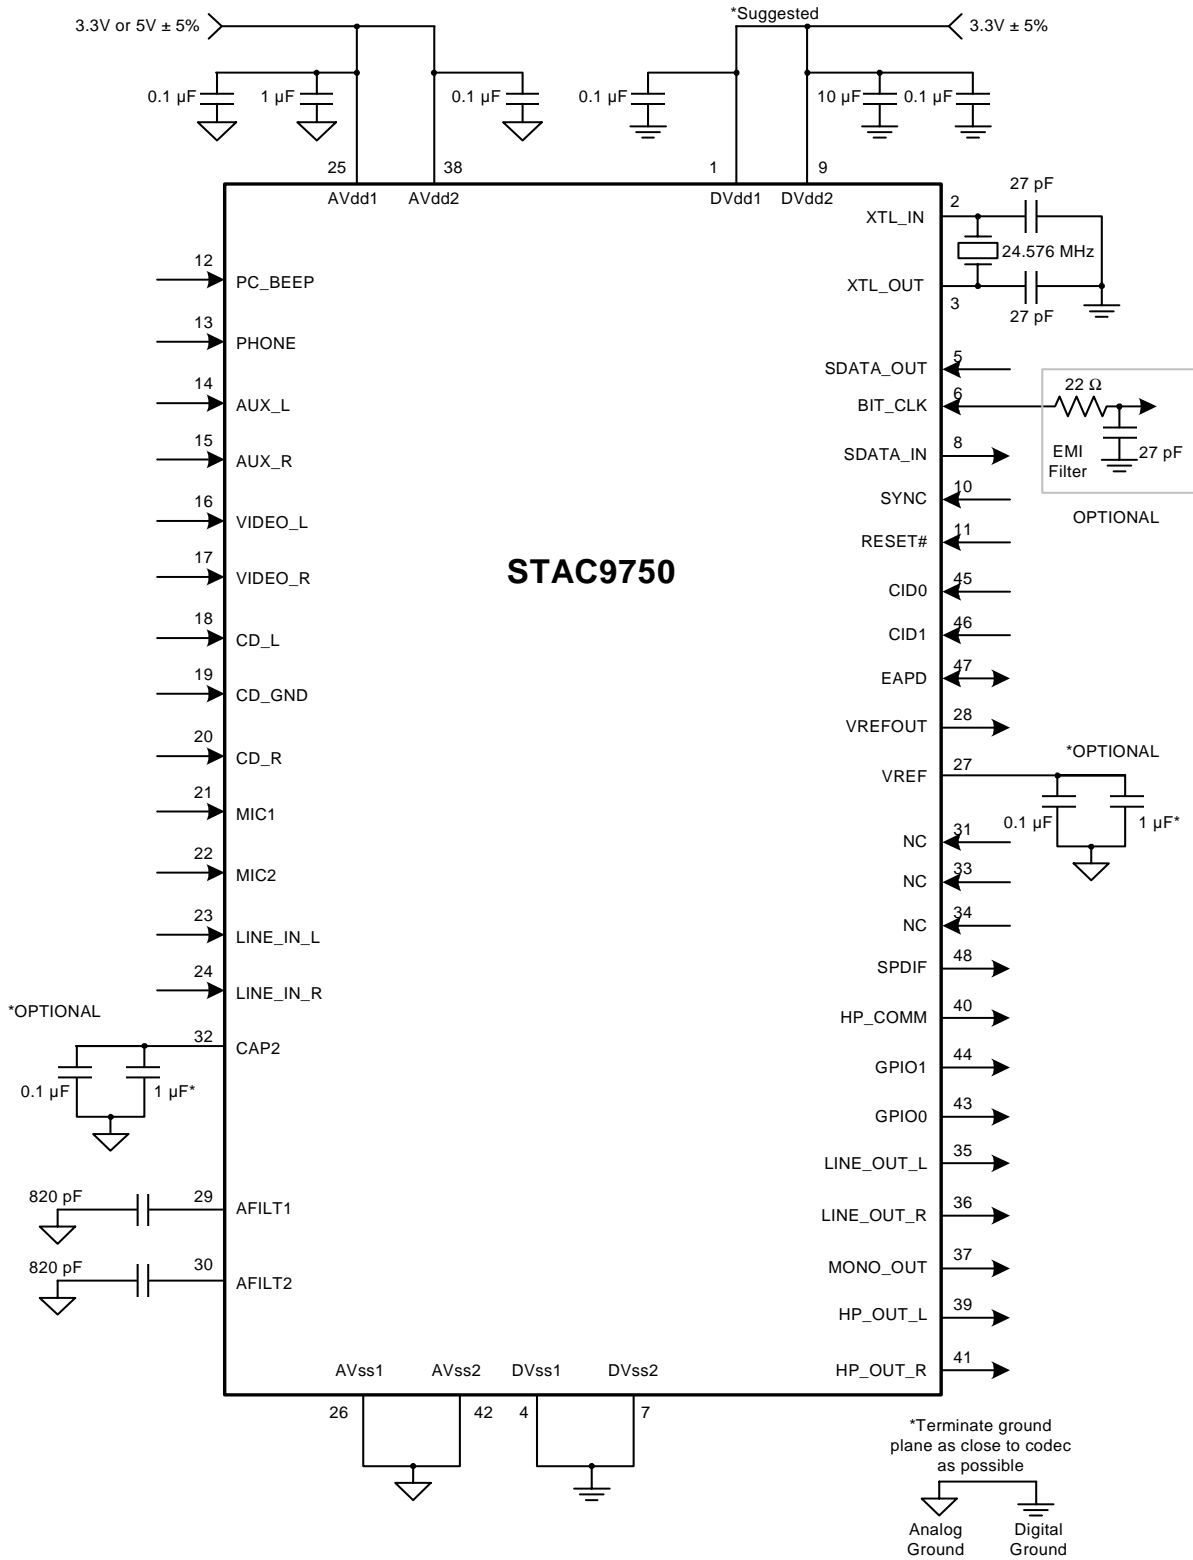 *Suggested
3.3V or 5V ± 5%
3.3V ± 5%
0.1 µF
1 µF
0.1 µF
0.1 µF
10 µF
0.1 µF
25
38
1
9
AVdd1
AVdd2
DVdd1
DVdd2
27 pF
2
XTL_IN
24.576 MHz
XTL_OUT
3
27 pF
12
PC_BEEP
13
PHONE
14
AUX_L
15
AUX_R
16
VIDEO_L
17
VIDEO_R
18
CD_L
19
CD_GND
20
CD_R
21
MIC1
22
MIC2
23
LINE_IN_L
24
LINE_IN_R
*OPTIONAL
32
CAP2
0.1 µF
1 µF*
820 pF
29
AFILT1
820 pF
30
AFILT2
STAC9750
5
SDATA_OUT
6
BIT_CLK
22 Ω
EMI
Filter
27 pF
OPTIONAL
8
SDATA_IN
10
SYNC
11
RESET#
45
CID0
46
CID1
47
EAPD
28
VREFOUT
*OPTIONAL
27
VREF
0.1 µF
1 µF*
31
NC
33
NC
34
NC
48
SPDIF
40
HP_COMM
44
GPIO1
43
GPIO0
35
LINE_OUT_L
36
LINE_OUT_R
37
MONO_OUT
39
HP_OUT_L
41
HP_OUT_R
AVss1
AVss2
DVss1
DVss2
26
42
4
7
*Terminate ground
plane as close to codec
as possible
Analog
Ground
Digital
Ground